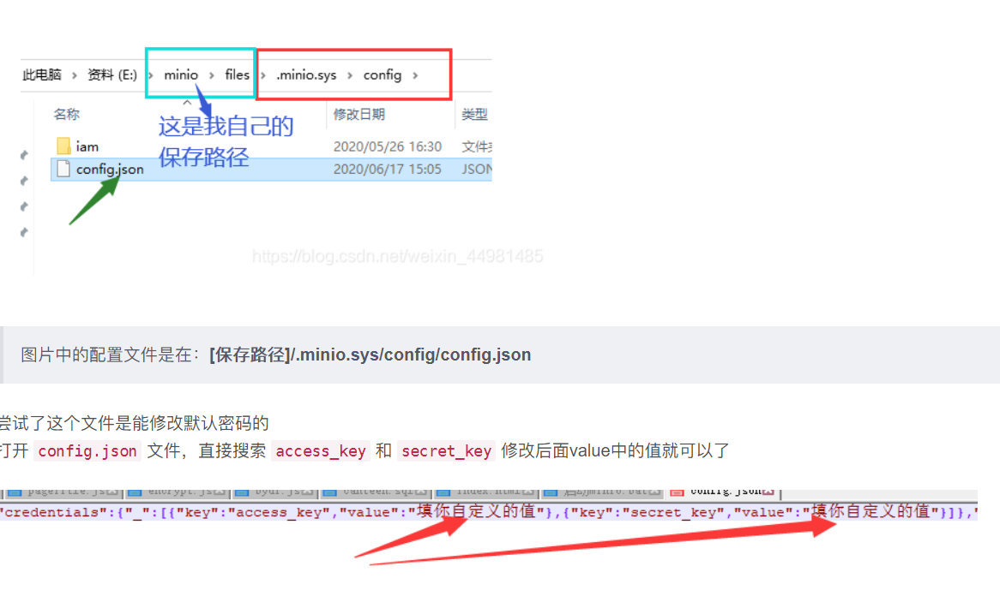 此电脑 > 资料 (E:) > minio > files > .minio.sys > config >
名称 修改日期 类型
这是我自己的
保存路径
iam 2020/05/26 16:30 文件夹
config.json 2020/06/17 15:05 JSON
https://blog.csdn.net/weixin_44981485
图片中的配置文件是在：[保存路径]/.minio.sys/config/config.json
尝试了这个文件是能修改默认密码的
打开 config.json 文件，直接搜索 access_key 和 secret_key 修改后面value中的值就可以了
pagefile.js encrypt.js bydl.js canteen.sql index.html 启动minio.bat config.json
"credentials":{"_":[{"key":"access_key","value":"填你自定义的值"},{"key":"secret_key","value":"填你自定义的值"}]},"